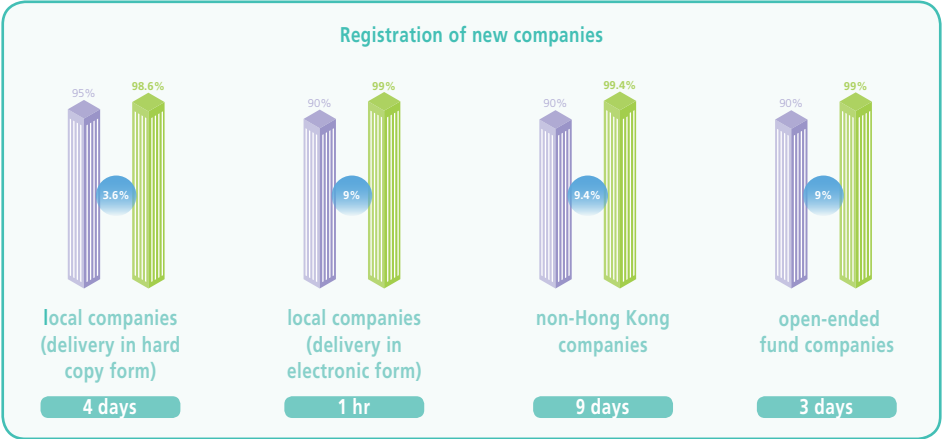 Registration of new companies
95%
98.6%
3.6%
local companies
(delivery in hard
copy form)
4 days
90%
99%
9%
local companies
(delivery in
electronic form)
1 hr
90%
99.4%
9.4%
non-Hong Kong
companies
9 days
90%
99%
9%
open-ended
fund companies
3 days